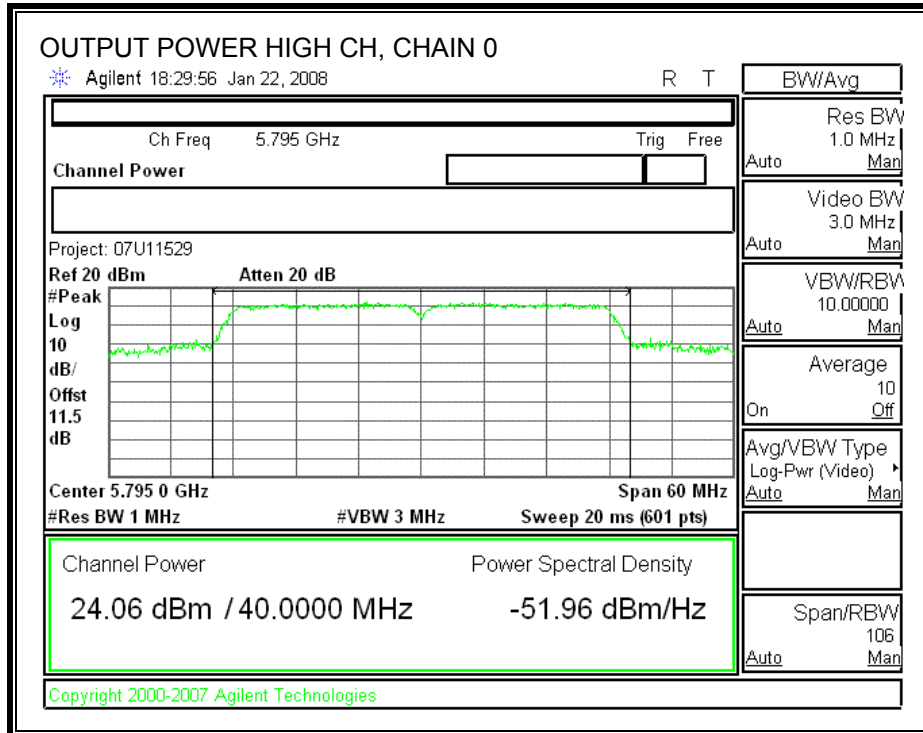 OUTPUT POWER HIGH CH, CHAIN 0
Agilent 18:29:56 Jan 22, 2008 R T
BW/Avg
Ch Freq 5.795 GHz Trig Free
Channel Power
Res BW
1.0 MHz
Auto Man
Video BW
3.0 MHz
Auto Man
Project: 07U11529
Ref 20 dBm Atten 20 dB
#Peak
Log
10
dB/
Offst
11.5
dB
VBW/RBW
10.00000
Auto Man
Average
10
On Off
Avg/VBW Type
Log-Pwr (Video)
Auto Man
Center 5.795 0 GHz Span 60 MHz
#Res BW 1 MHz #VBW 3 MHz Sweep 20 ms (601 pts)
Channel Power Power Spectral Density
24.06 dBm / 40.0000 MHz -51.96 dBm/Hz
Span/RBW
106
Auto Man
Copyright 2000-2007 Agilent Technologies